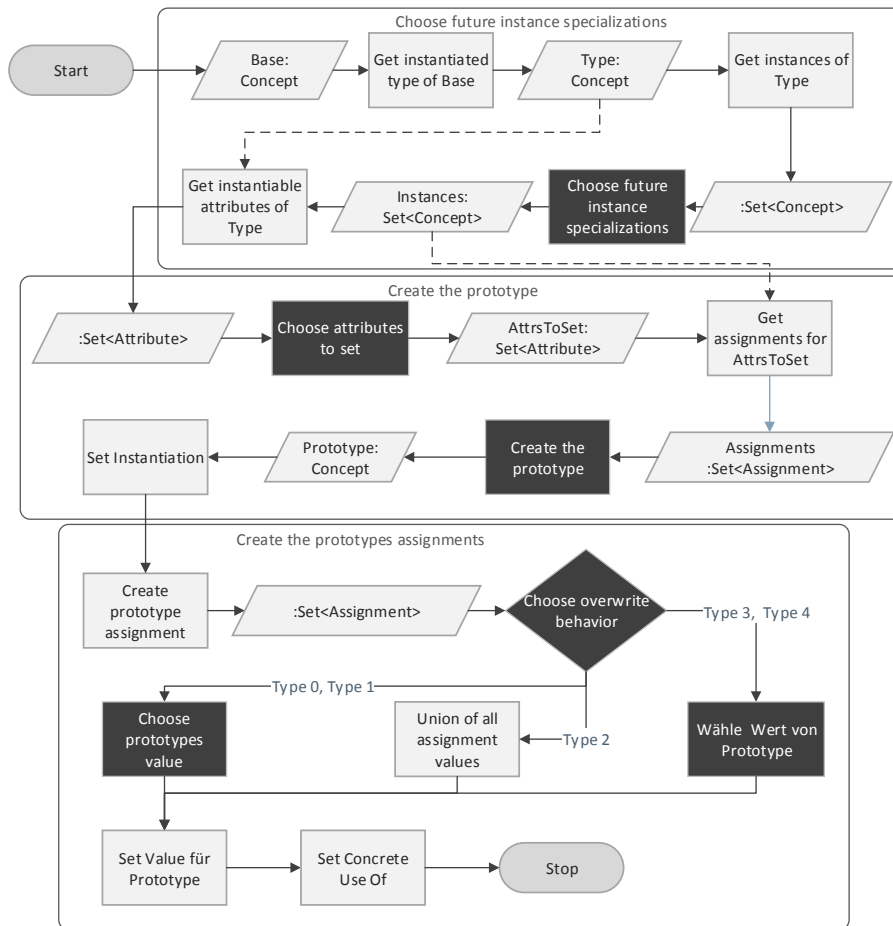 Choose future instance specializations
Start
Base:
Concept
Get instantiated
type of Base
Type:
Concept
Get instances of
Type
Get instantiable
attributes of
Type
Instances:
Set<Concept>
Choose future
instance
specializations
:Set<Concept>
Create the prototype
:Set<Attribute>
Choose attributes
to set
AttrsToSet:
Set<Attribute>
Get
assignments for
AttrsToSet
Set Instantiation
Prototype:
Concept
Create the
prototype
Assignments
:Set<Assignment>
Create the prototypes assignments
Create
prototype
assignment
:Set<Assignment>
Choose overwrite
behavior
Type 3, Type 4
Type 0, Type 1
Type 2
Choose
prototypes
value
Union of all
assignment
values
Wähle Wert von
Prototype
Set Value für
Prototype
Set Concrete
Use Of
Stop